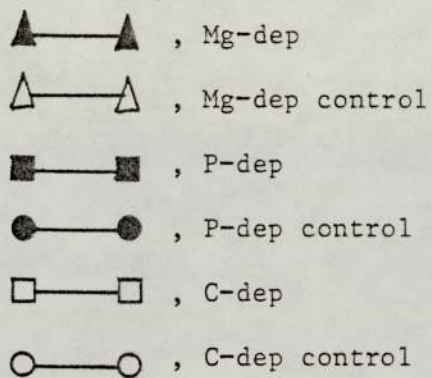 , Mg-dep
, Mg-dep control
, P-dep
, P-dep control
, C-dep
, C-dep control